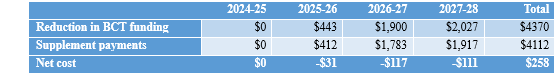 2024-25 2025-26 2026-27 2027-28 Total
Reduction in BCT funding $0 $443 $1,900 $2,027 $4370
Supplement payments $0 $412 $1,783 $1,917 $4112
Net cost $0 -$31 -$117 -$111 $258